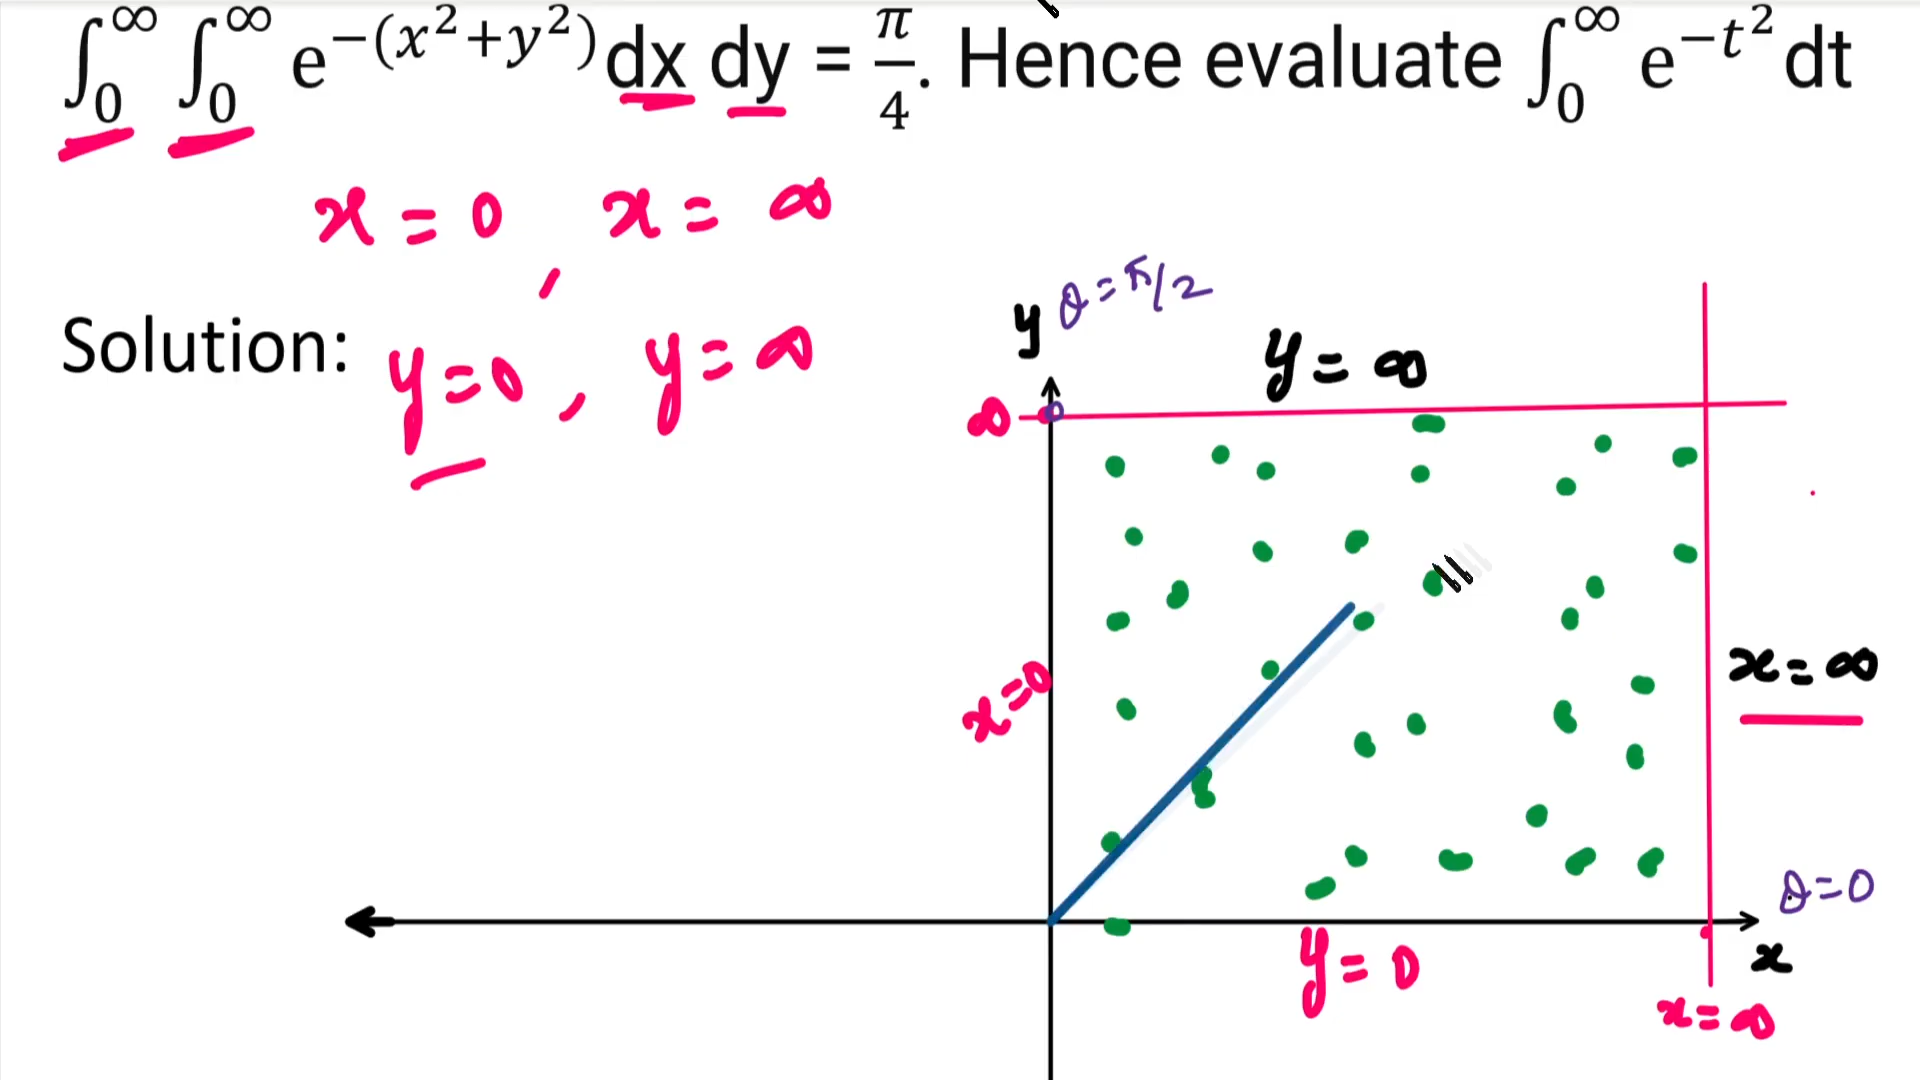 ∫₀^∞ ∫₀^∞ e^−(x²+y²) dx dy = π/4. Hence evaluate ∫₀^∞ e^−t² dt
x = 0 , x = ∞
Solution: y = 0 , y = ∞
y θ = π/2
y = ∞
∞
x = 0
x = ∞
θ = 0
y = 0
x
x = ∞